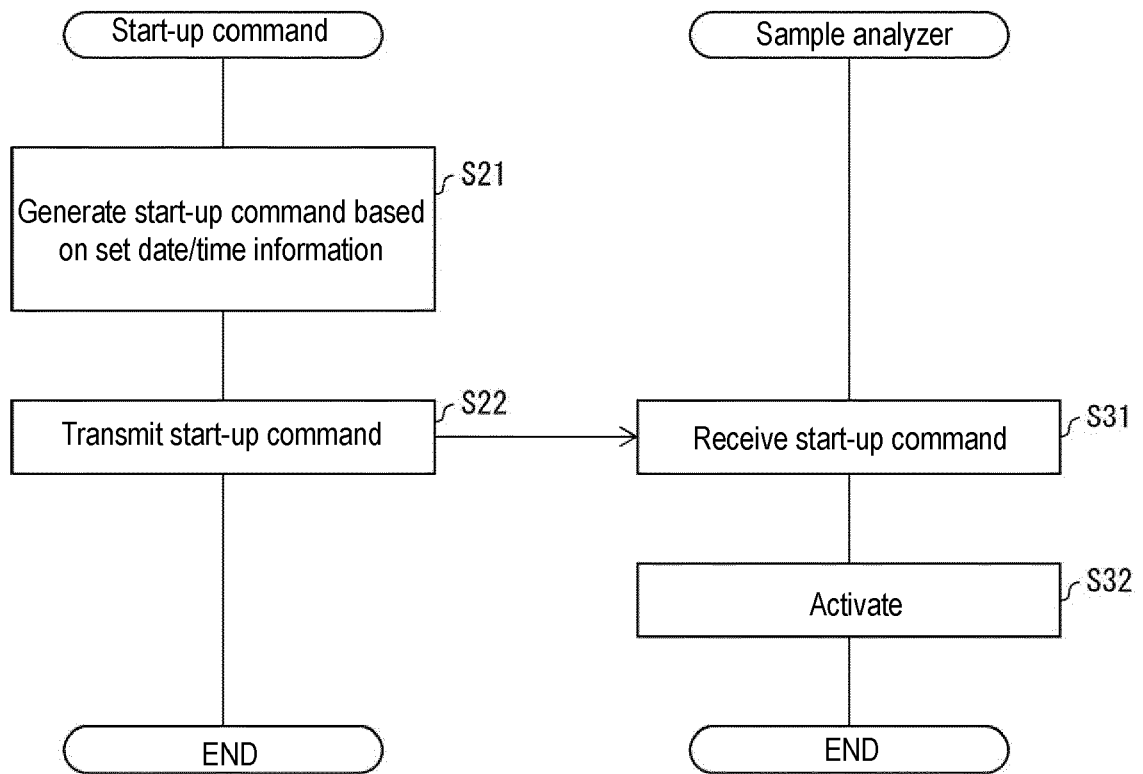 Start-up command
Sample analyzer
S21
Generate start-up command based
on set date/time information
S22
Transmit start-up command
S31
Receive start-up command
S32
Activate
END
END